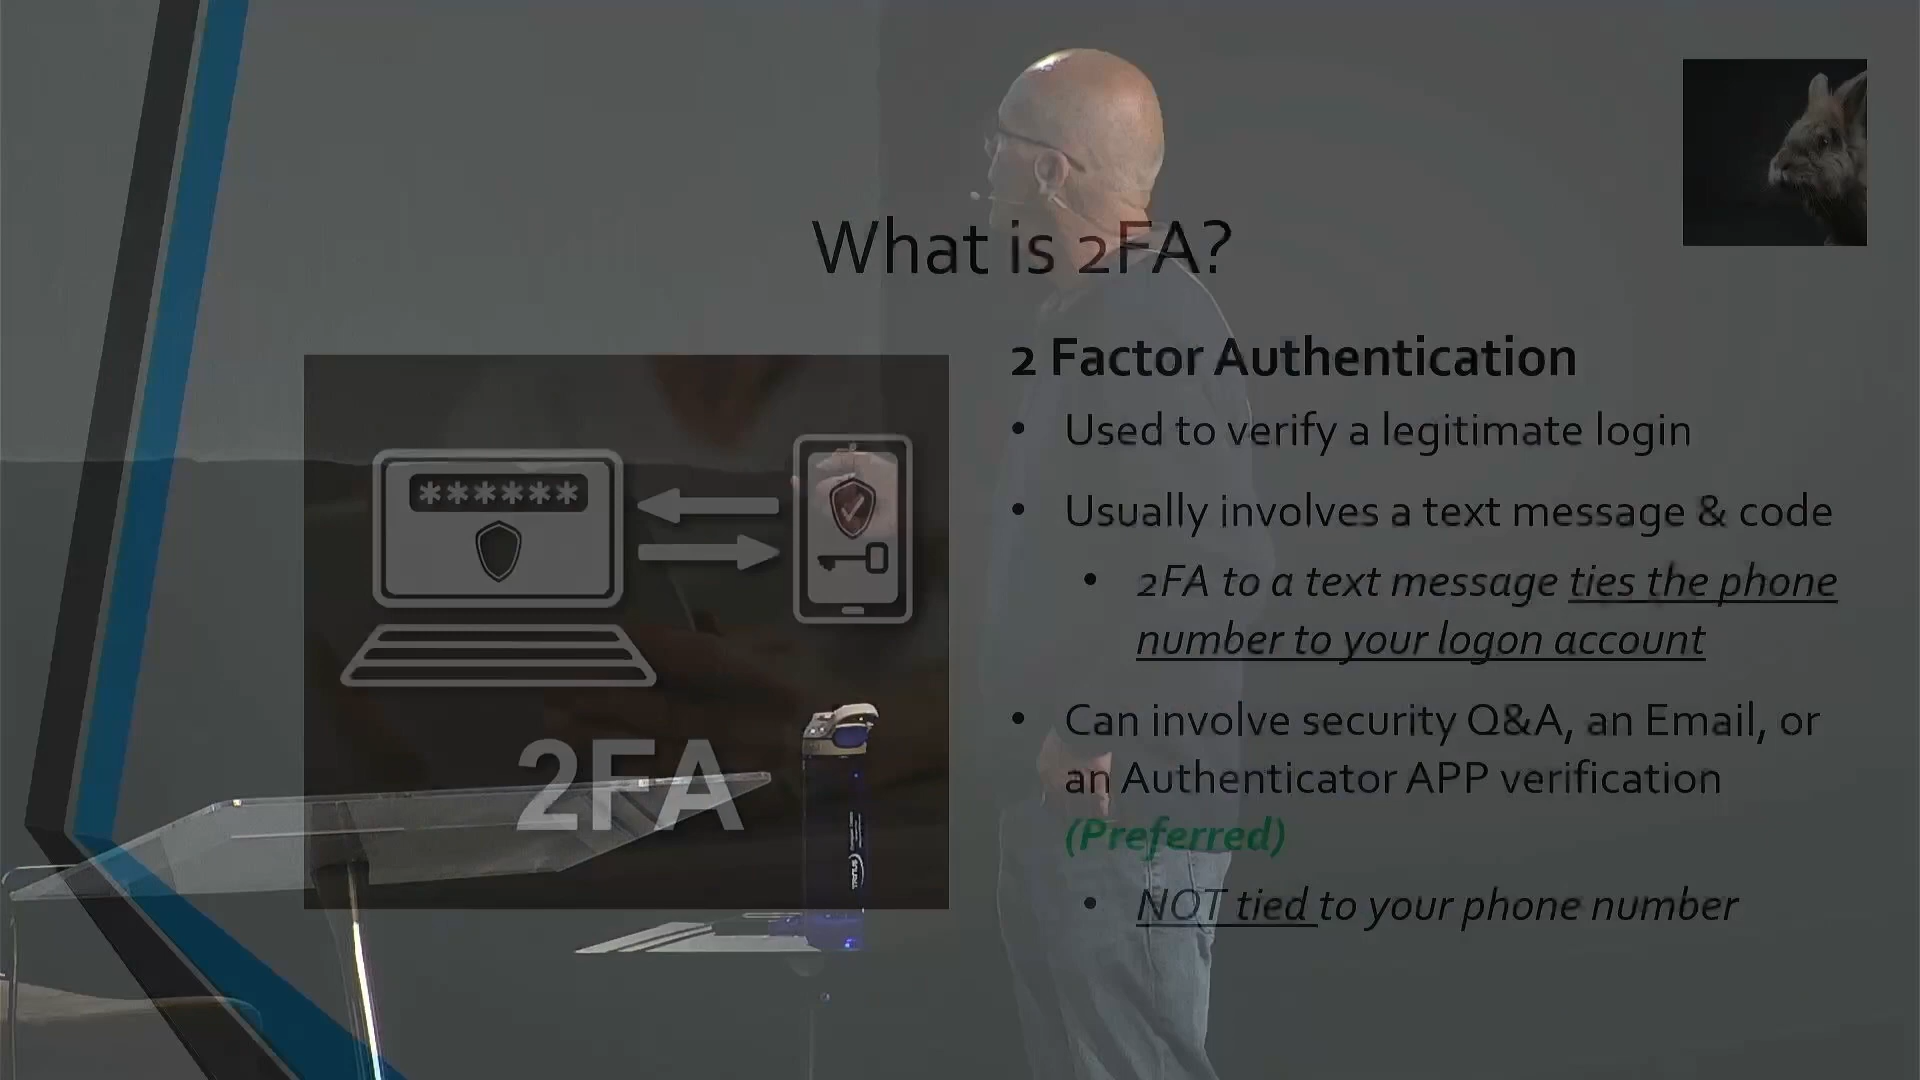 What is 2FA?
2 Factor Authentication
• Used to verify a legitimate login
• Usually involves a text message & code
• 2FA to a text message ties the phone
number to your logon account
• Can involve security Q&A, an Email, or
an Authenticator APP verification
(Preferred)
• NOT tied to your phone number
******
2FA